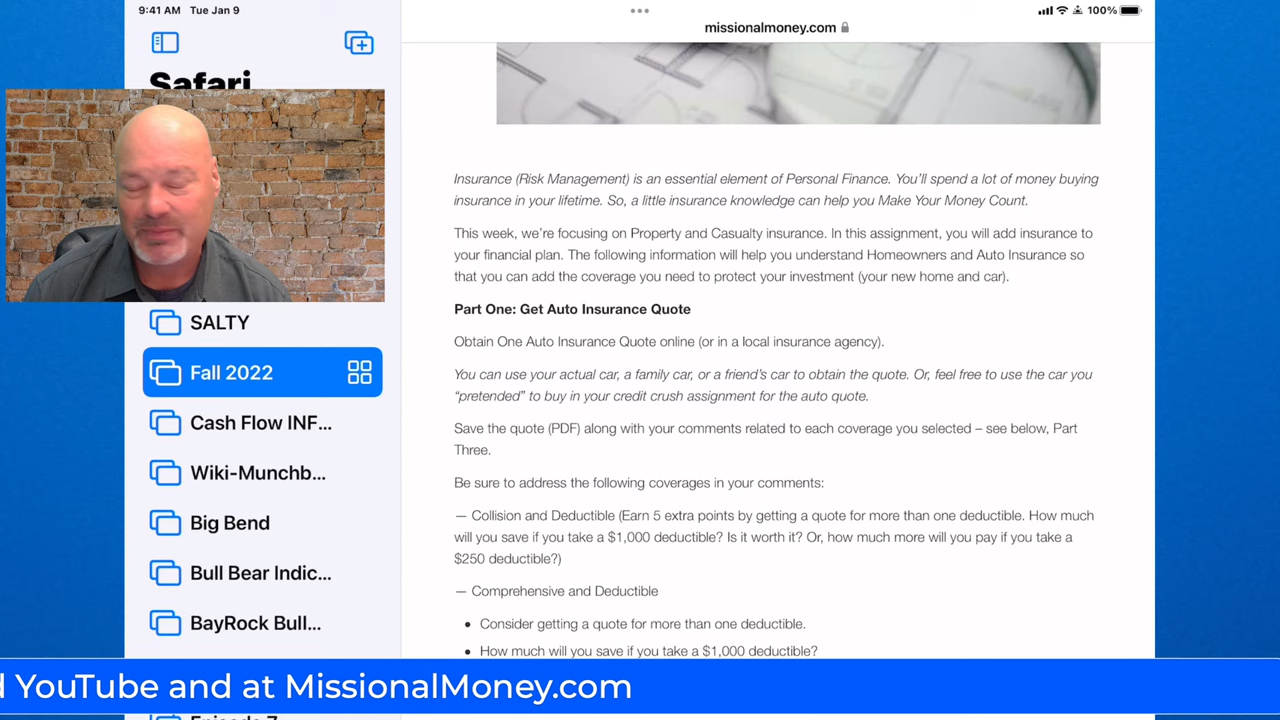 9:41 AM Tue Jan 9
100%
missionalmoney.com
Safari
SALTY
Fall 2022
Cash Flow INF...
Wiki-Munchb...
Big Bend
Bull Bear Indic...
BayRock Bull...
Episode 7
Insurance (Risk Management) is an essential element of Personal Finance. You’ll spend a lot of money buying
insurance in your lifetime. So, a little insurance knowledge can help you Make Your Money Count.
This week, we’re focusing on Property and Casualty insurance. In this assignment, you will add insurance to
your financial plan. The following information will help you understand Homeowners and Auto Insurance so
that you can add the coverage you need to protect your investment (your new home and car).
Part One: Get Auto Insurance Quote
Obtain One Auto Insurance Quote online (or in a local insurance agency).
You can use your actual car, a family car, or a friend’s car to obtain the quote. Or, feel free to use the car you
“pretended” to buy in your credit crush assignment for the auto quote.
Save the quote (PDF) along with your comments related to each coverage you selected – see below, Part
Three.
Be sure to address the following coverages in your comments:
— Collision and Deductible (Earn 5 extra points by getting a quote for more than one deductible. How much
will you save if you take a $1,000 deductible? Is it worth it? Or, how much more will you pay if you take a
$250 deductible?)
— Comprehensive and Deductible
• Consider getting a quote for more than one deductible.
• How much will you save if you take a $1,000 deductible?
YouTube and at MissionalMoney.com